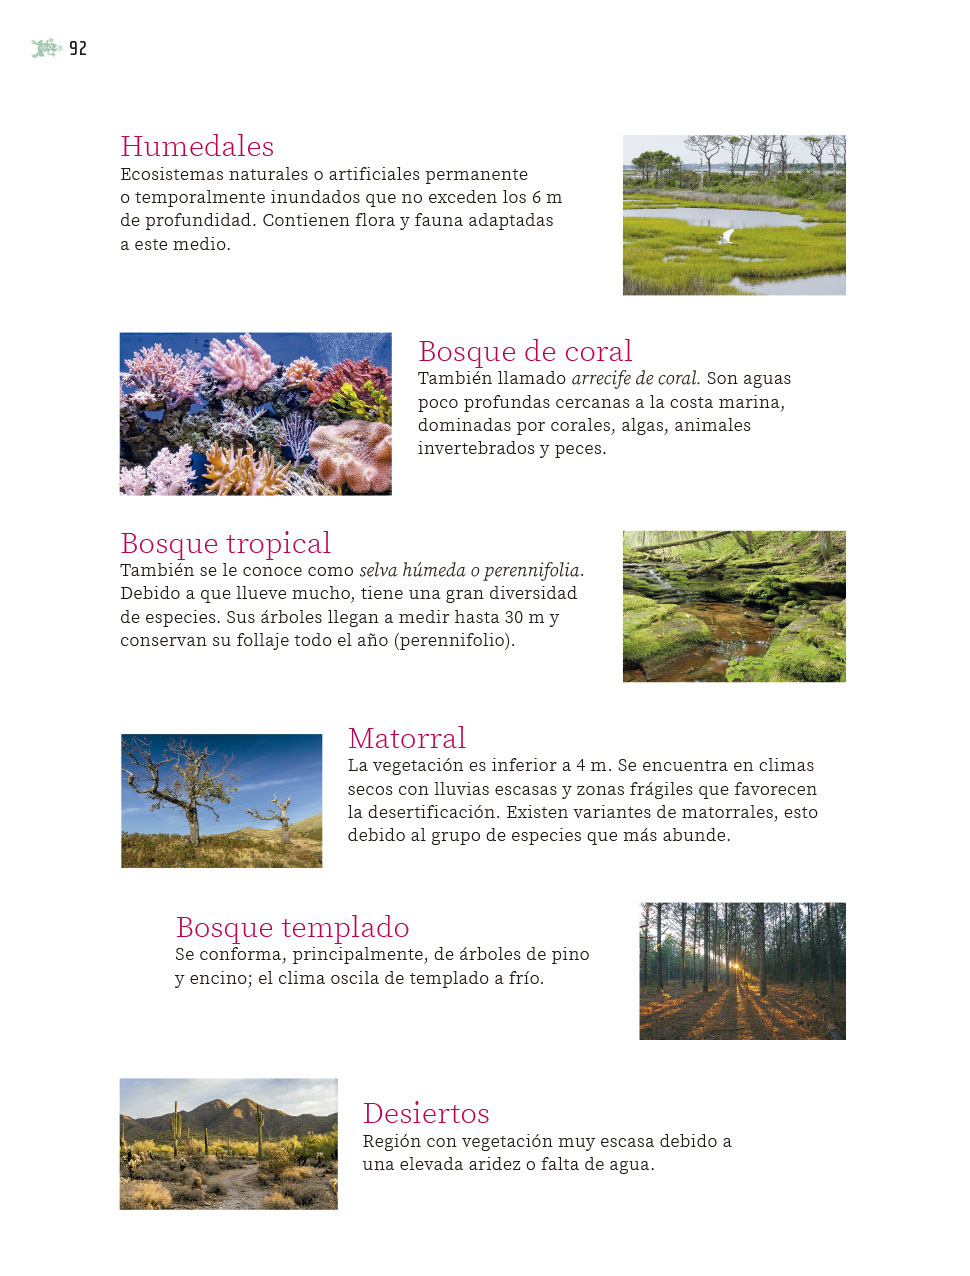 92
Humedales
Ecosistemas naturales o artificiales permanente
o temporalmente inundados que no exceden los 6 m
de profundidad. Contienen flora y fauna adaptadas
a este medio.
Bosque de coral
También llamado arrecife de coral. Son aguas
poco profundas cercanas a la costa marina,
dominadas por corales, algas, animales
invertebrados y peces.
Bosque tropical
También se le conoce como selva húmeda o perennifolia.
Debido a que llueve mucho, tiene una gran diversidad
de especies. Sus árboles llegan a medir hasta 30 m y
conservan su follaje todo el año (perennifolio).
Matorral
La vegetación es inferior a 4 m. Se encuentra en climas
secos con lluvias escasas y zonas frágiles que favorecen
la desertificación. Existen variantes de matorrales, esto
debido al grupo de especies que más abunde.
Bosque templado
Se conforma, principalmente, de árboles de pino
y encino; el clima oscila de templado a frío.
Desiertos
Región con vegetación muy escasa debido a
una elevada aridez o falta de agua.